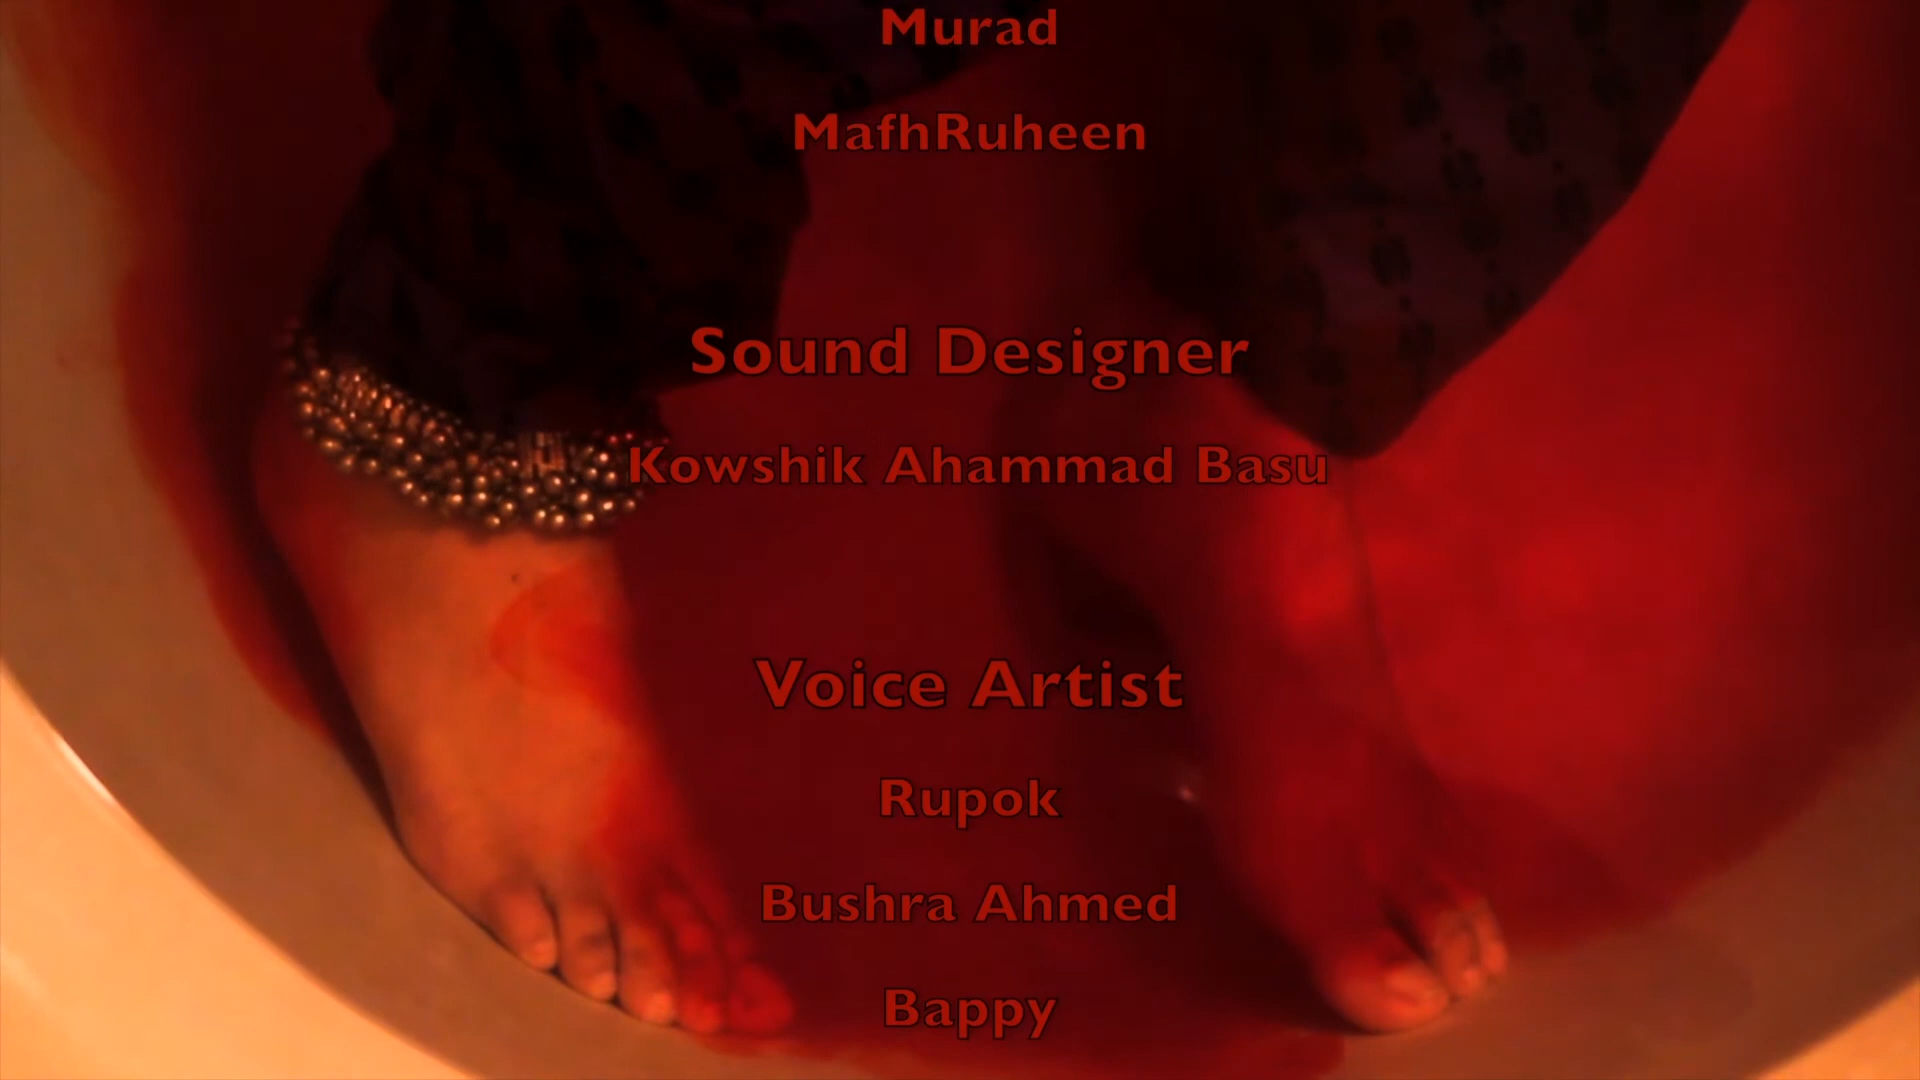 Murad
MafhRuheen
Sound Designer
Kowshik Ahammad Basu
Voice Artist
Rupok
Bushra Ahmed
Bappy